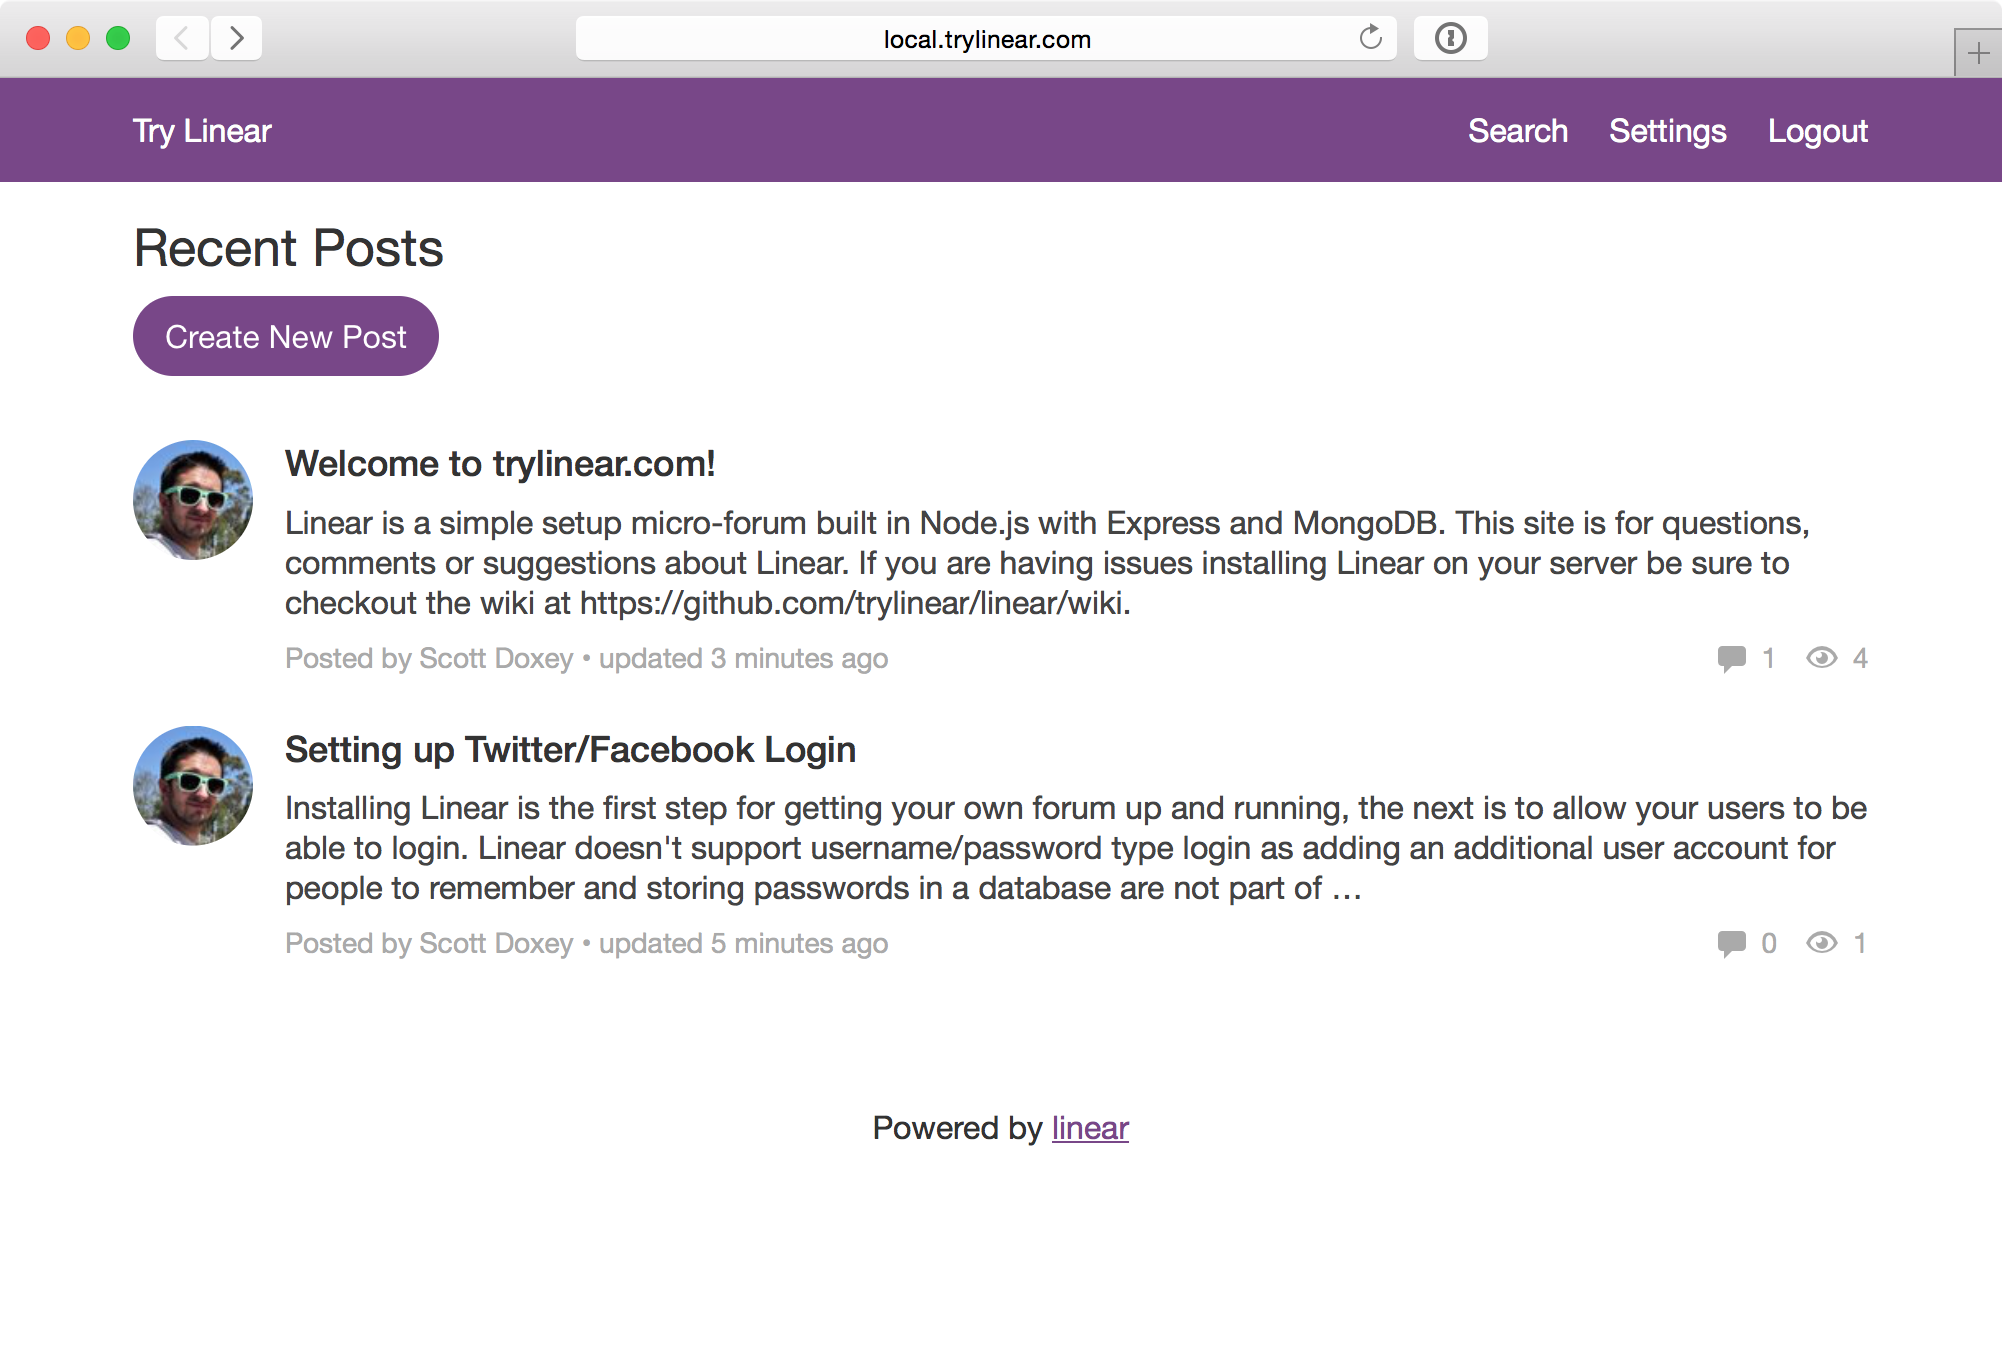 local.trylinear.com
Try Linear
Search Settings Logout
Recent Posts
Create New Post
Welcome to trylinear.com!
Linear is a simple setup micro-forum built in Node.js with Express and MongoDB. This site is for questions,
comments or suggestions about Linear. If you are having issues installing Linear on your server be sure to
checkout the wiki at https://github.com/trylinear/linear/wiki.
Posted by Scott Doxey • updated 3 minutes ago
1 4
Setting up Twitter/Facebook Login
Installing Linear is the first step for getting your own forum up and running, the next is to allow your users to be
able to login. Linear doesn't support username/password type login as adding an additional user account for
people to remember and storing passwords in a database are not part of …
Posted by Scott Doxey • updated 5 minutes ago
0 1
Powered by linear